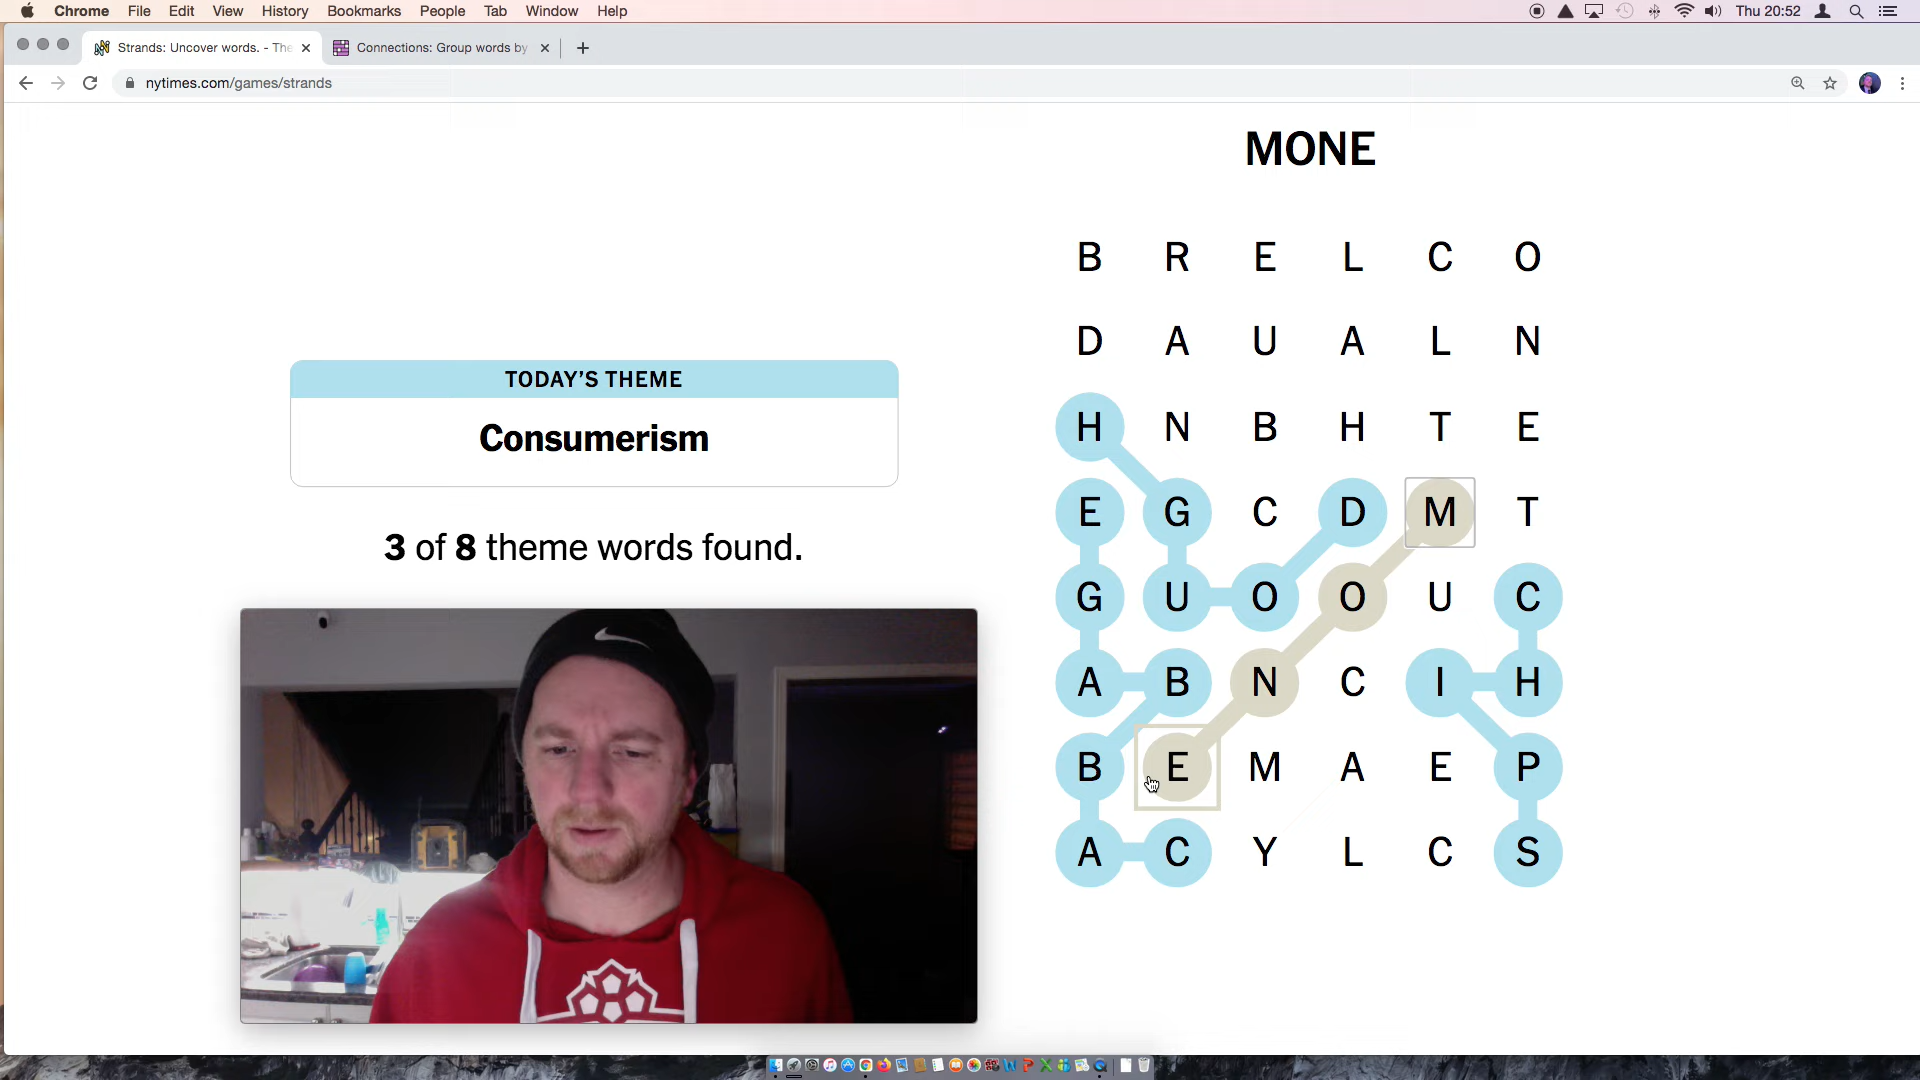 Chrome File Edit View History Bookmarks People Tab Window Help Thu 20:52
Strands: Uncover words. - The Connections: Group words by
nytimes.com/games/strands
MONE
B R E L C O
D A U A L N
H N B H T E
E G C D M T
G U O O U C
A B N C I H
B E M A E P
A C Y L C S
TODAY'S THEME
Consumerism
3 of 8 theme words found.